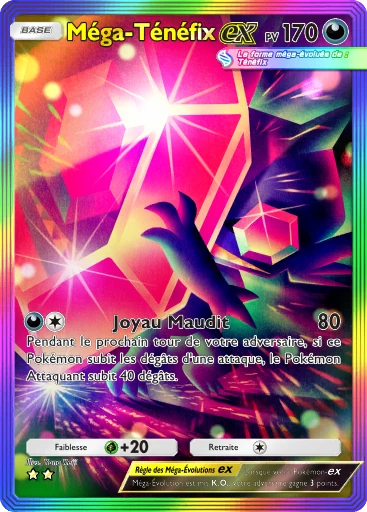 BASE Méga-Ténéfix ex PV 170
La forme méga-évoluée de :
Ténéfix
Joyau Maudit 80
Pendant le prochain tour de votre adversaire, si ce
Pokémon subit les dégâts d'une attaque, le Pokémon
Attaquant subit 40 dégâts.
Faiblesse +20 Retraite
Règle des Méga-Évolutions ex Lorsque votre Pokémon-ex
Méga-Évolution est mis K.O., votre adversaire gagne 3 points.